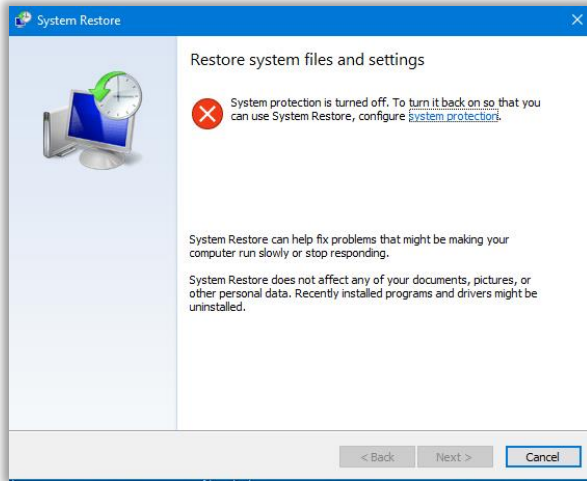 System Restore
Restore system files and settings
System protection is turned off. To turn it back on so that you
can use System Restore, configure system protection.
System Restore can help fix problems that might be making your
computer run slowly or stop responding.
System Restore does not affect any of your documents, pictures, or
other personal data. Recently installed programs and drivers might be
uninstalled.
< Back Next > Cancel